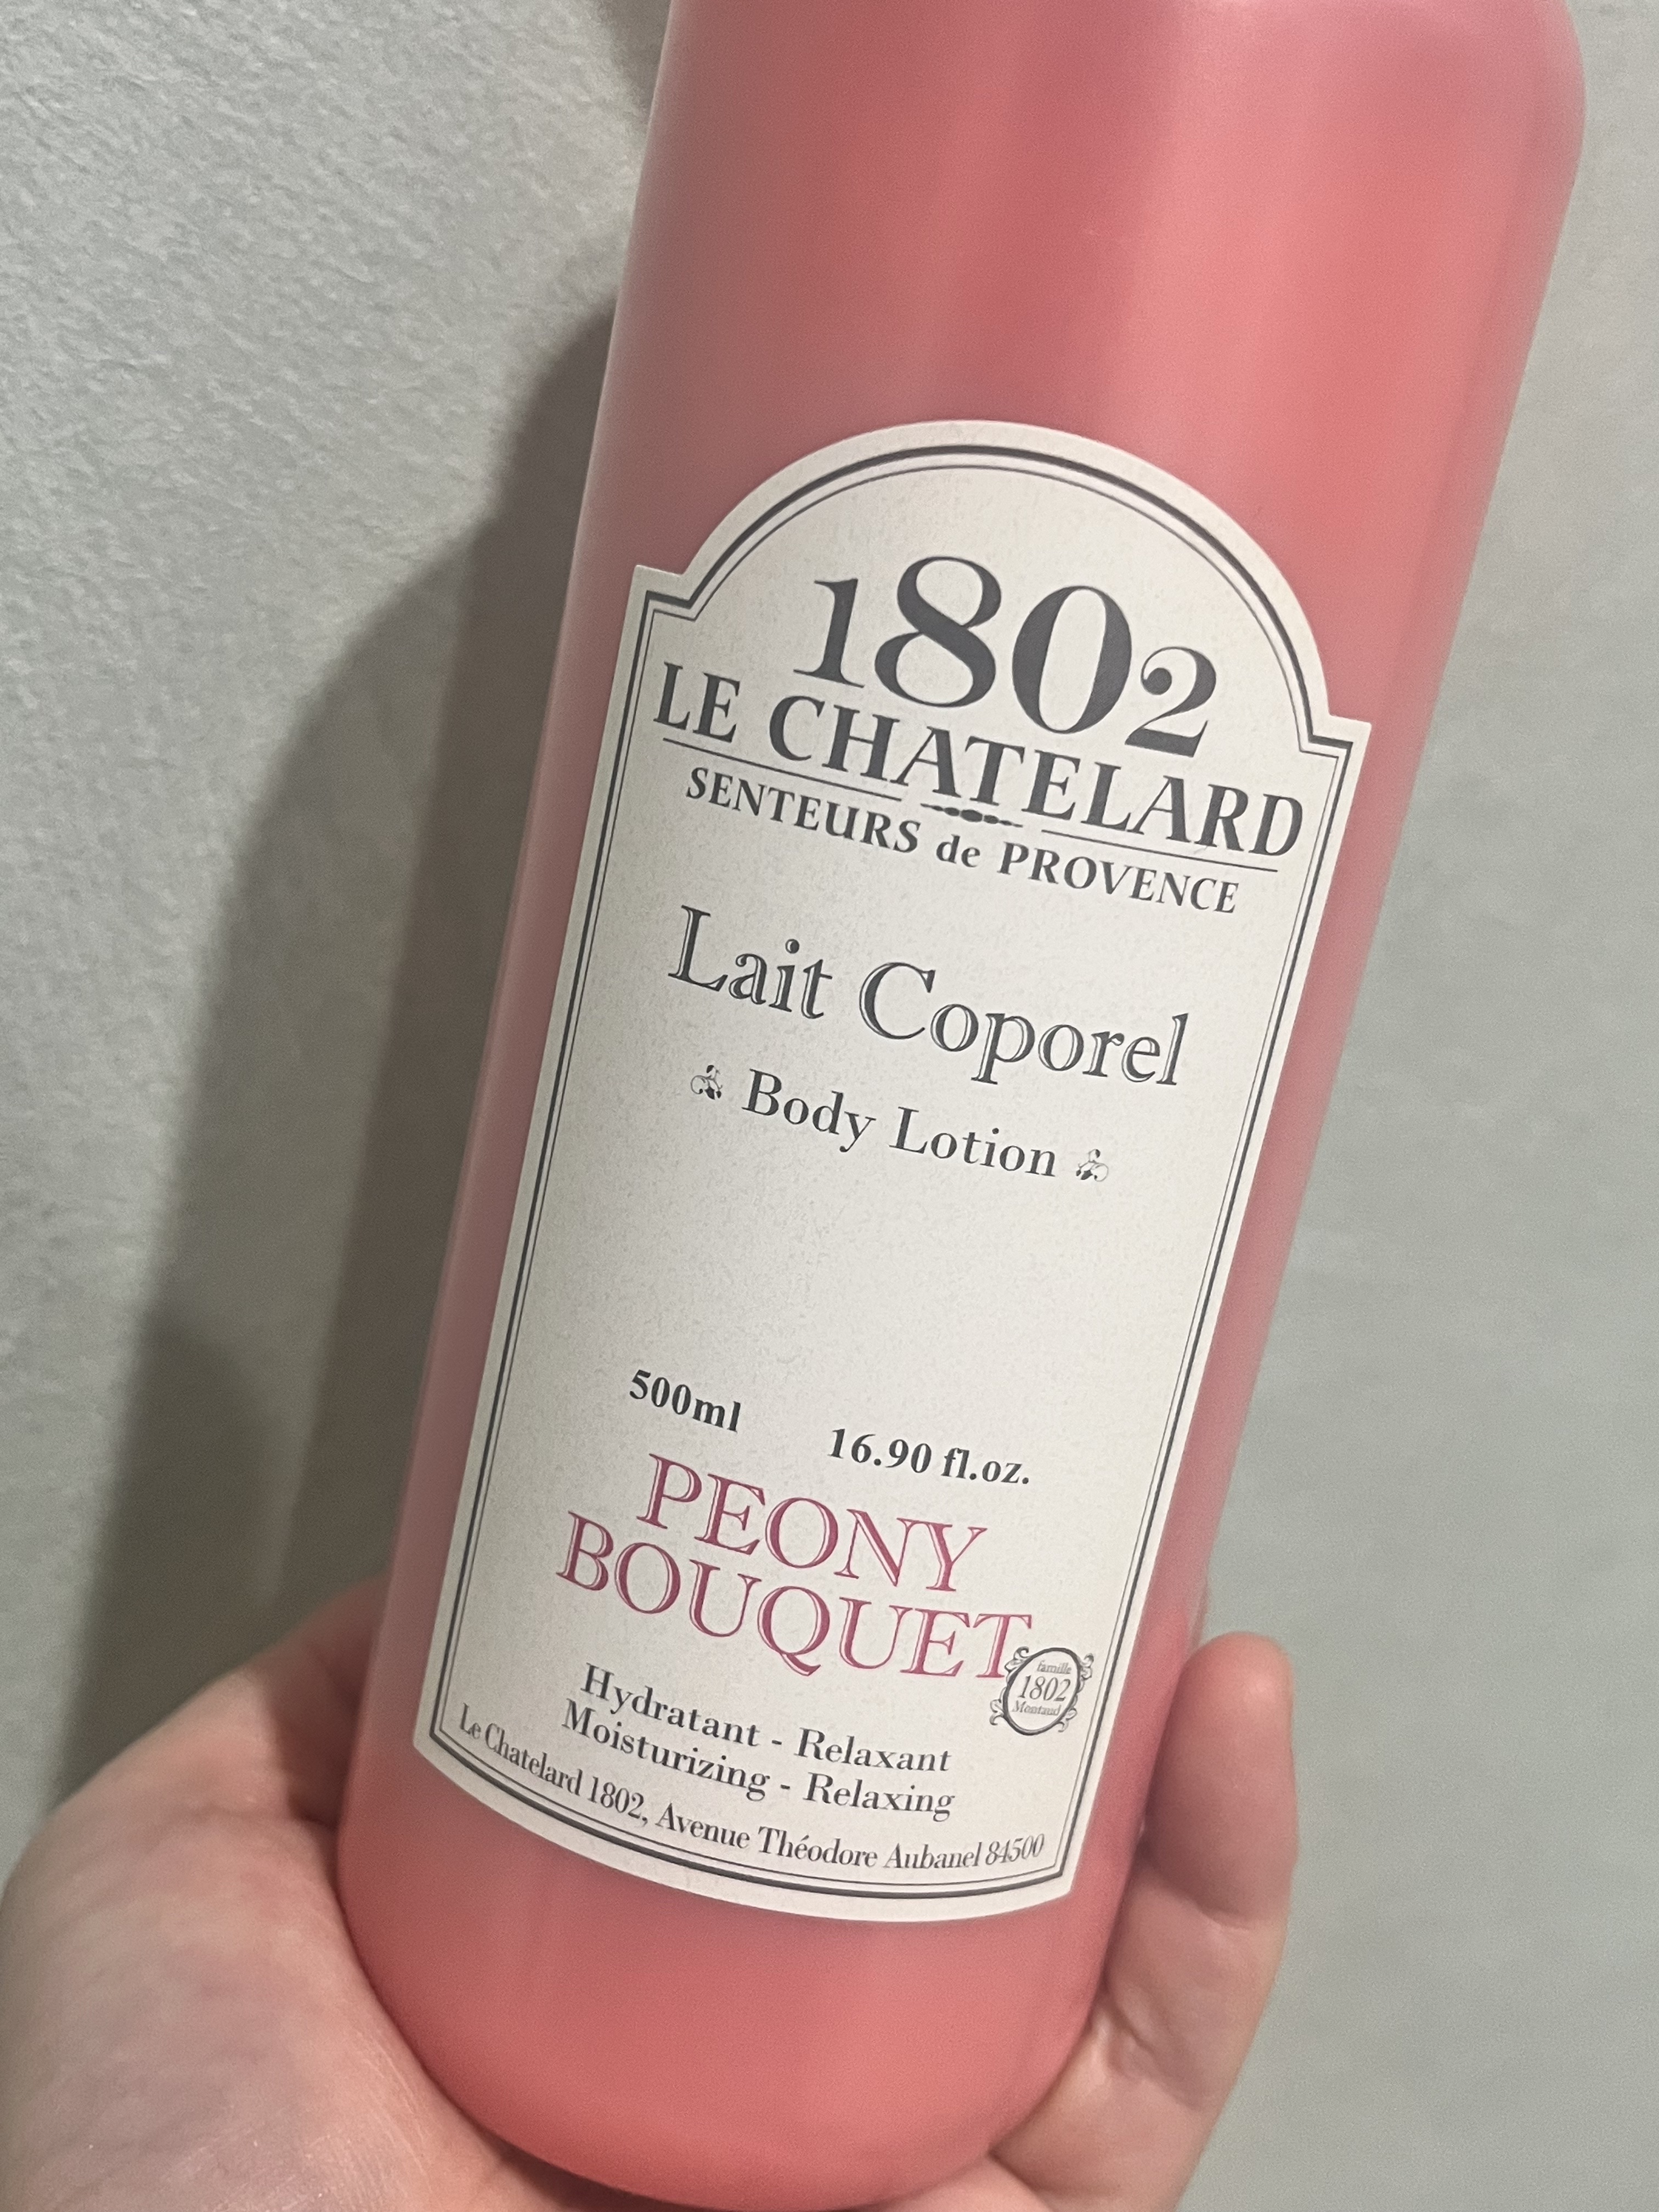 1802
LE CHATELARD
SENTEURS de PROVENCE
Lait Coporel
Body Lotion
500ml 16.90 fl.oz.
PEONY
BOUQUET
famille
1802
Montaud
Hydratant - Relaxant
Moisturizing - Relaxing
Le Chatelard 1802, Avenue Théodore Aubanel 84500